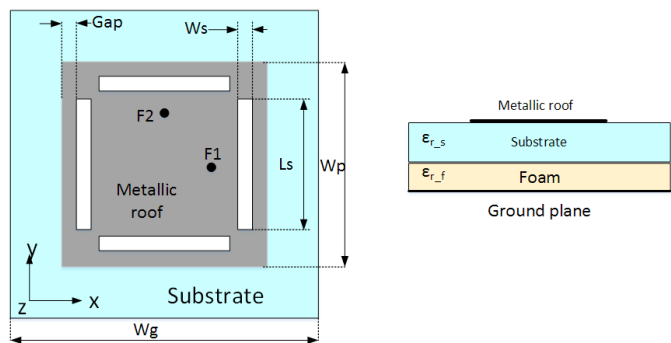 Gap
Ws
F2
F1
Ls
Wp
Metallic
roof
y
z
x
Substrate
Wg
Metallic roof
εr_s
Substrate
εr_f
Foam
Ground plane